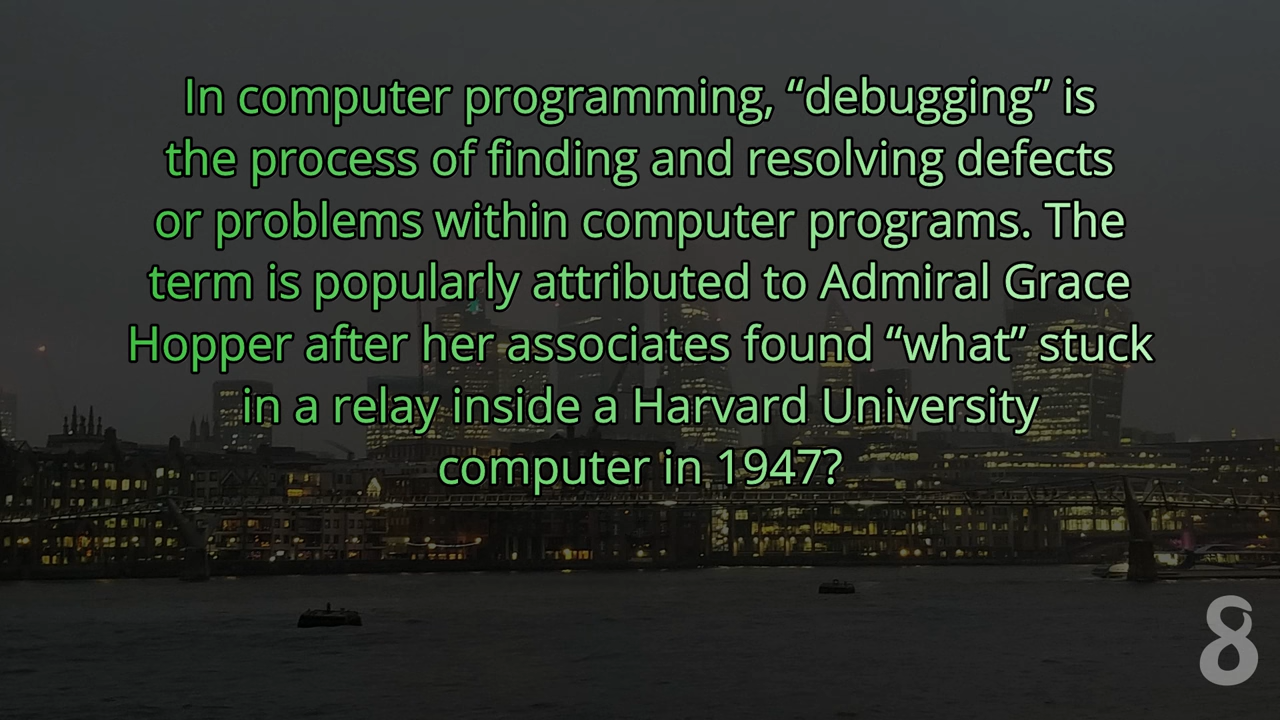 In computer programming, “debugging” is
the process of finding and resolving defects
or problems within computer programs. The
term is popularly attributed to Admiral Grace
Hopper after her associates found “what” stuck
in a relay inside a Harvard University
computer in 1947?
8